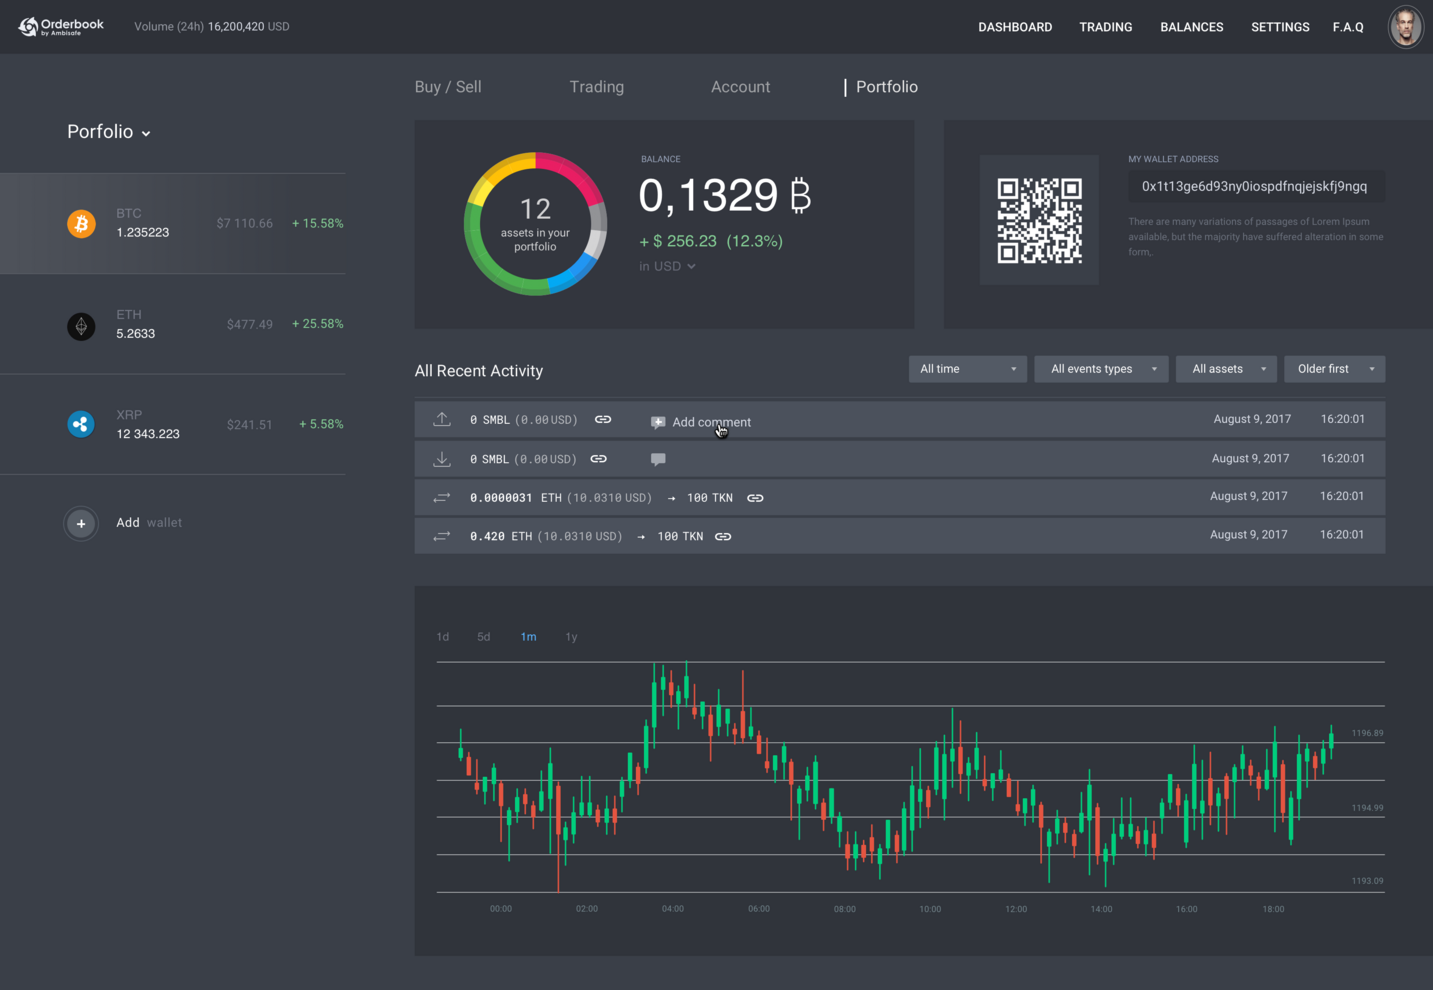 Orderbook
by Ambisafe
Volume (24h) 16,200,420 USD
DASHBOARD
TRADING
BALANCES
SETTINGS
F.A.Q
Buy / Sell
Trading
Account
Portfolio
Porfolio
BTC
1.235223
$7 110.66
+ 15.58%
ETH
5.2633
$477.49
+ 25.58%
XRP
12 343.223
$241.51
+ 5.58%
+ Add wallet
12
assets in your
portfolio
BALANCE
0,1329 ₿
+ $ 256.23 (12.3%)
in USD
MY WALLET ADDRESS
0x1t13ge6d93ny0iospdfnqjejskfj9ngq
There are many variations of passages of Lorem Ipsum
available, but the majority have suffered alteration in some
form,.
All Recent Activity
All time
All events types
All assets
Older first
0 SMBL (0.00 USD) Add comment August 9, 2017 16:20:01
0 SMBL (0.00 USD) August 9, 2017 16:20:01
0.0000031 ETH (10.0310 USD) → 100 TKN August 9, 2017 16:20:01
0.420 ETH (10.0310 USD) → 100 TKN August 9, 2017 16:20:01
1d 5d 1m 1y
1196.89
1194.99
1193.09
00:00 02:00 04:00 06:00 08:00 10:00 12:00 14:00 16:00 18:00